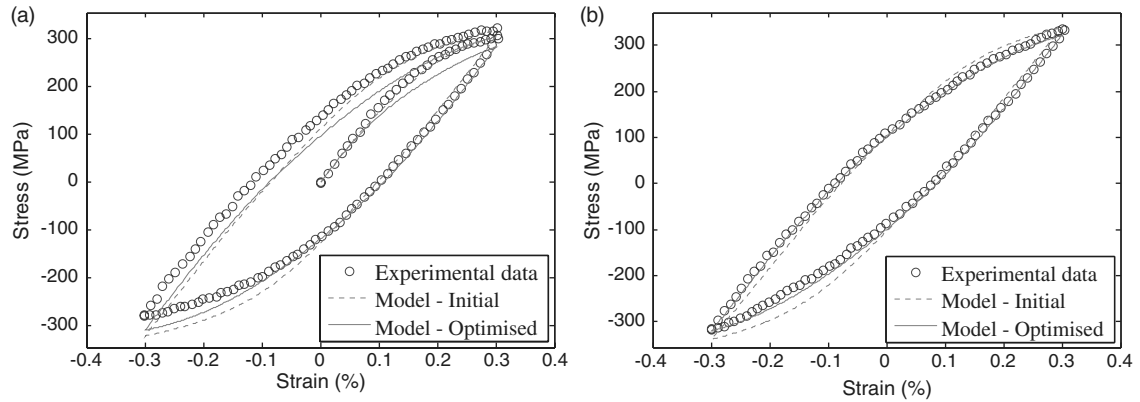 (a)
300
200
100
0
-100
-200
-300
Stress (MPa)
Experimental data
Model - Initial
Model - Optimised
-0.4 -0.3 -0.2 -0.1 0 0.1 0.2 0.3 0.4
Strain (%)
(b)
300
200
100
0
-100
-200
-300
Stress (MPa)
Experimental data
Model - Initial
Model - Optimised
-0.4 -0.3 -0.2 -0.1 0 0.1 0.2 0.3 0.4
Strain (%)